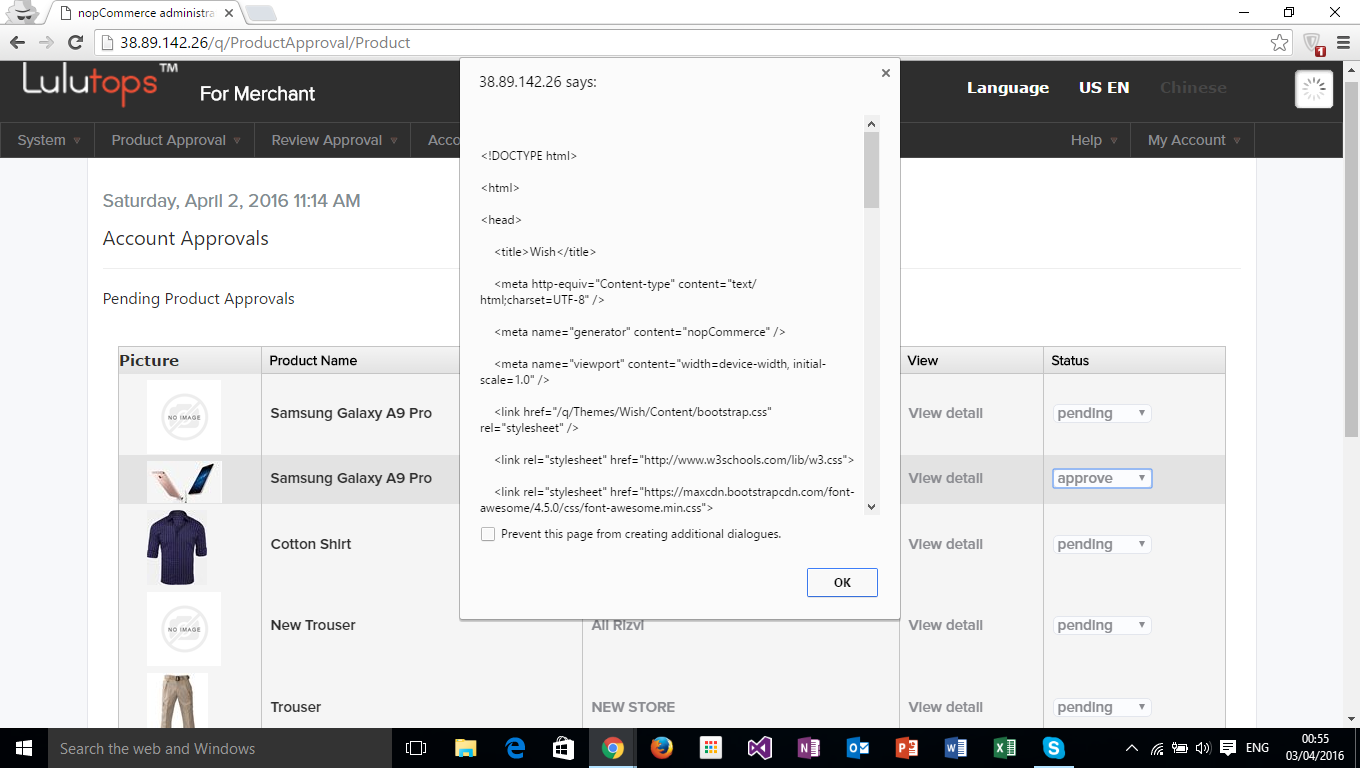 nopCommerce administra
38.89.142.26/q/ProductApproval/Product
1
Lulutops™
For Merchant
Language US EN Chinese
System Product Approval Review Approval Acco Help My Account
Saturday, April 2, 2016 11:14 AM
Account Approvals
Pending Product Approvals
Picture Product Name View Status
NO IMAGE Samsung Galaxy A9 Pro View detail pending
Samsung Galaxy A9 Pro View detail approve
Cotton Shirt View detail pending
NO IMAGE New Trouser Ali Rizvi View detail pending
Trouser NEW STORE View detail pending
38.89.142.26 says:
<!DOCTYPE html>
<html>
<head>
<title>Wish</title>
<meta http-equiv="Content-type" content="text/
html;charset=UTF-8" />
<meta name="generator" content="nopCommerce" />
<meta name="viewport" content="width=device-width, initial-
scale=1.0" />
<link href="/q/Themes/Wish/Content/bootstrap.css"
rel="stylesheet" />
<link rel="stylesheet" href="http://www.w3schools.com/lib/w3.css">
<link rel="stylesheet" href="https://maxcdn.bootstrapcdn.com/font-
awesome/4.5.0/css/font-awesome.min.css">
Prevent this page from creating additional dialogues.
OK
Search the web and Windows
ENG
00:55
03/04/2016